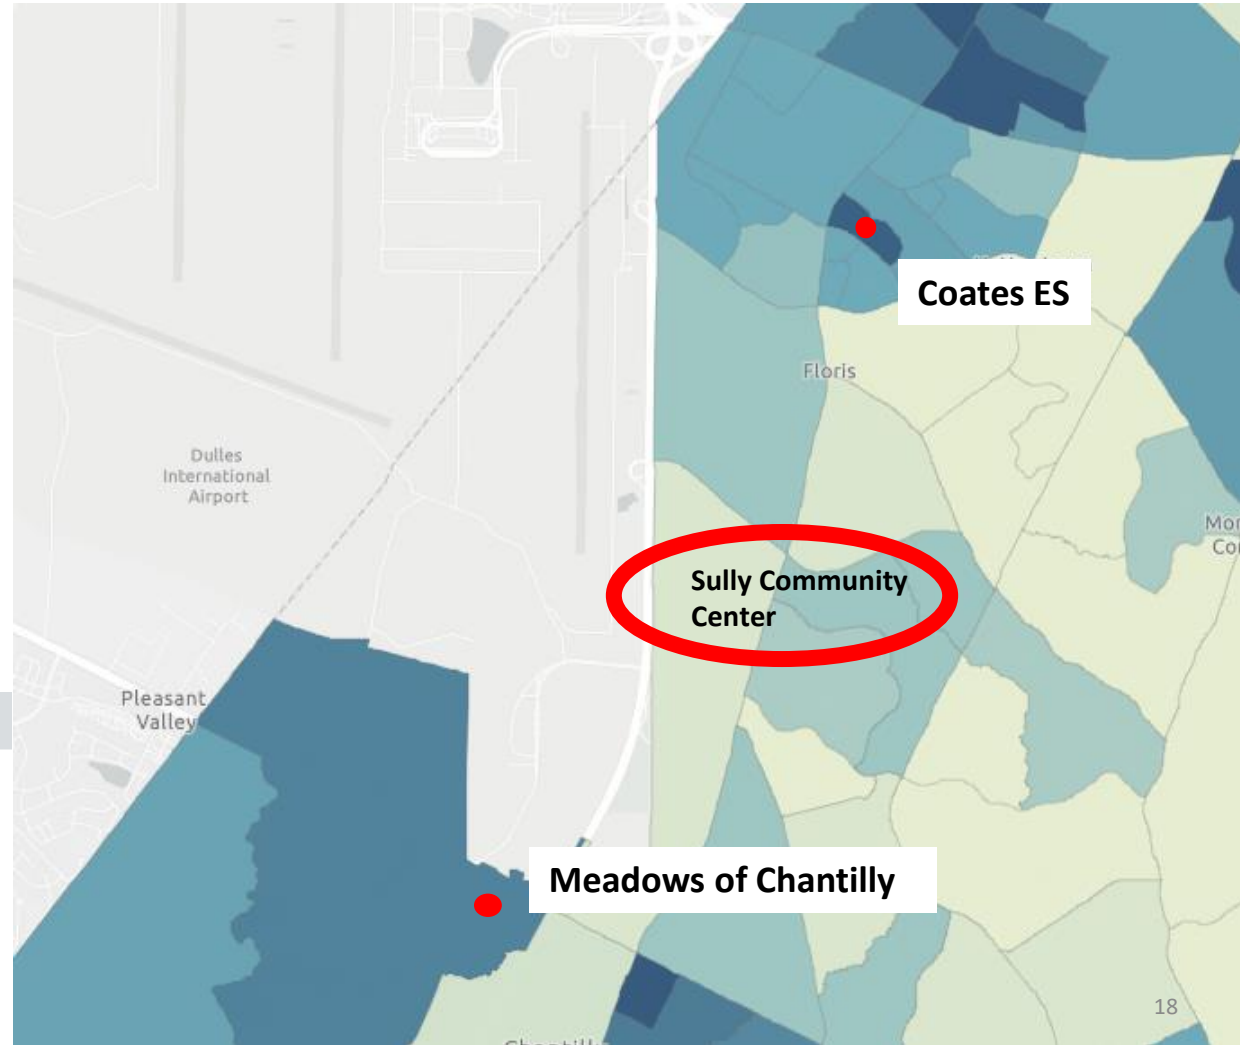 Coates ES
Floris
Dulles
International
Airport
Sully Community
Center
Pleasant
Valley
Meadows of Chantilly
18